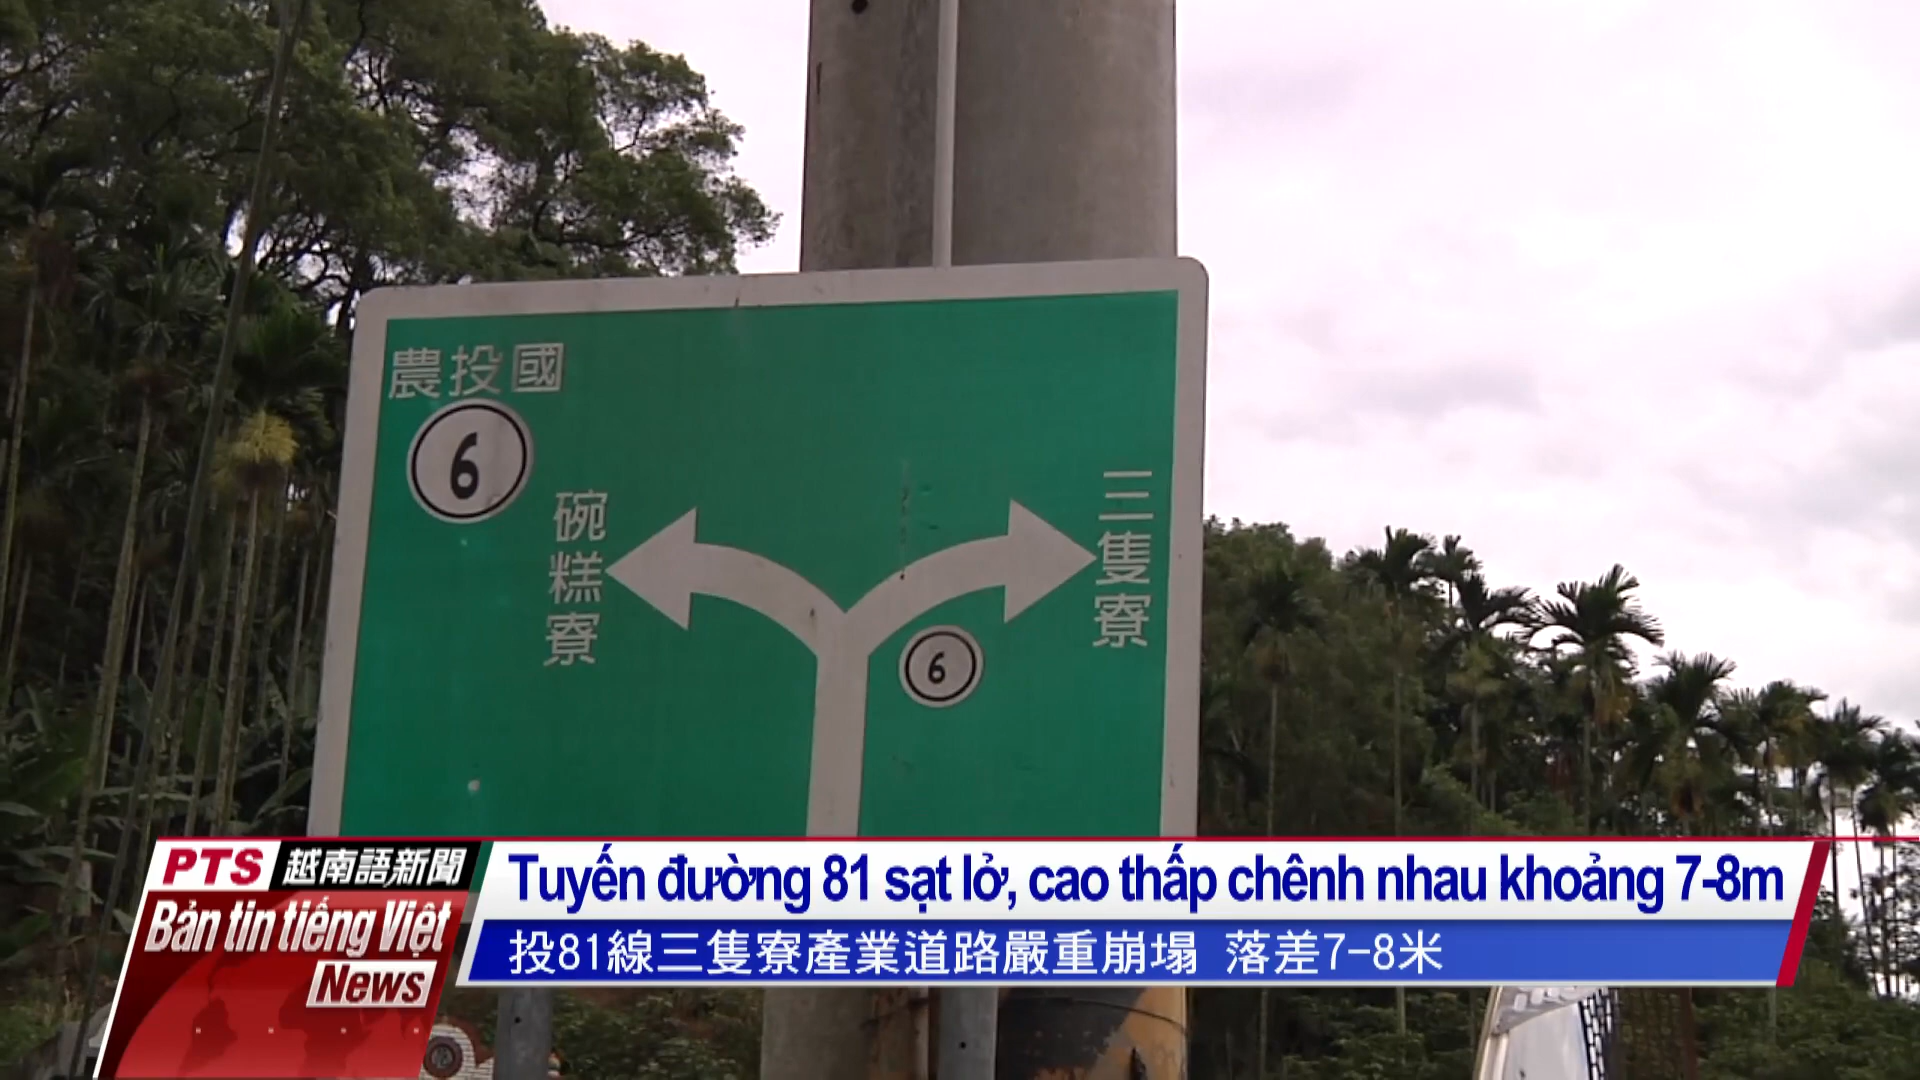 農投國
6
碗糕寮
三隻寮
6
PTS 越南語新聞
Bản tin tiếng Việt
News
Tuyến đường 81 sạt lở, cao thấp chênh nhau khoảng 7-8m
投81線三隻寮產業道路嚴重崩塌 落差7-8米